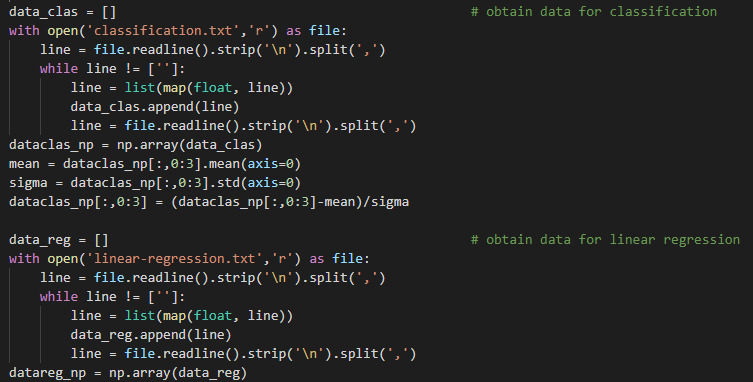 data_clas = []                                              # obtain data for classification
with open('classification.txt','r') as file:
    line = file.readline().strip('\n').split(',')
    while line != ['']:
        line = list(map(float, line))
        data_clas.append(line)
        line = file.readline().strip('\n').split(',')
dataclas_np = np.array(data_clas)
mean = dataclas_np[:,0:3].mean(axis=0)
sigma = dataclas_np[:,0:3].std(axis=0)
dataclas_np[:,0:3] = (dataclas_np[:,0:3]-mean)/sigma

data_reg = []                                               # obtain data for linear regression
with open('linear-regression.txt','r') as file:
    line = file.readline().strip('\n').split(',')
    while line != ['']:
        line = list(map(float, line))
        data_reg.append(line)
        line = file.readline().strip('\n').split(',')
datareg_np = np.array(data_reg)